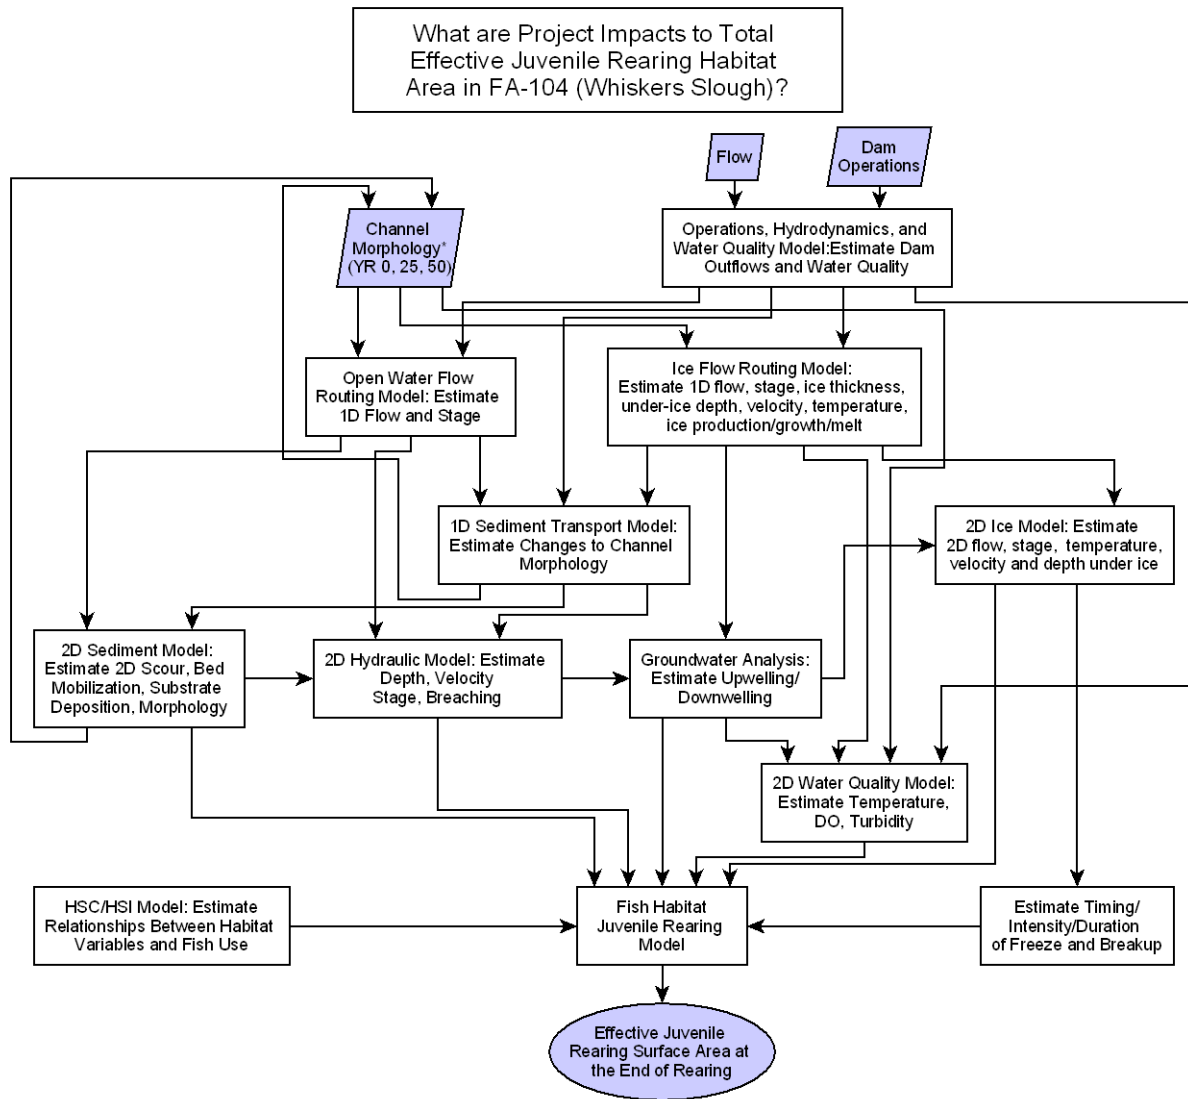 What are Project Impacts to Total
Effective Juvenile Rearing Habitat
Area in FA-104 (Whiskers Slough)?
Flow
Dam
Operations
Channel
Morphology*
(YR 0, 25, 50)
Operations, Hydrodynamics, and
Water Quality Model:Estimate Dam
Outflows and Water Quality
Open Water Flow
Routing Model: Estimate
1D Flow and Stage
Ice Flow Routing Model:
Estimate 1D flow, stage, ice thickness,
under-ice depth, velocity, temperature,
ice production/growth/melt
1D Sediment Transport Model:
Estimate Changes to Channel
Morphology
2D Ice Model: Estimate
2D flow, stage, temperature,
velocity and depth under ice
2D Sediment Model:
Estimate 2D Scour, Bed
Mobilization, Substrate
Deposition, Morphology
2D Hydraulic Model: Estimate
Depth, Velocity
Stage, Breaching
Groundwater Analysis:
Estimate Upwelling/
Downwelling
2D Water Quality Model:
Estimate Temperature,
DO, Turbidity
HSC/HSI Model: Estimate
Relationships Between Habitat
Variables and Fish Use
Fish Habitat
Juvenile Rearing
Model
Estimate Timing/
Intensity/Duration
of Freeze and Breakup
Effective Juvenile
Rearing Surface Area at
the End of Rearing